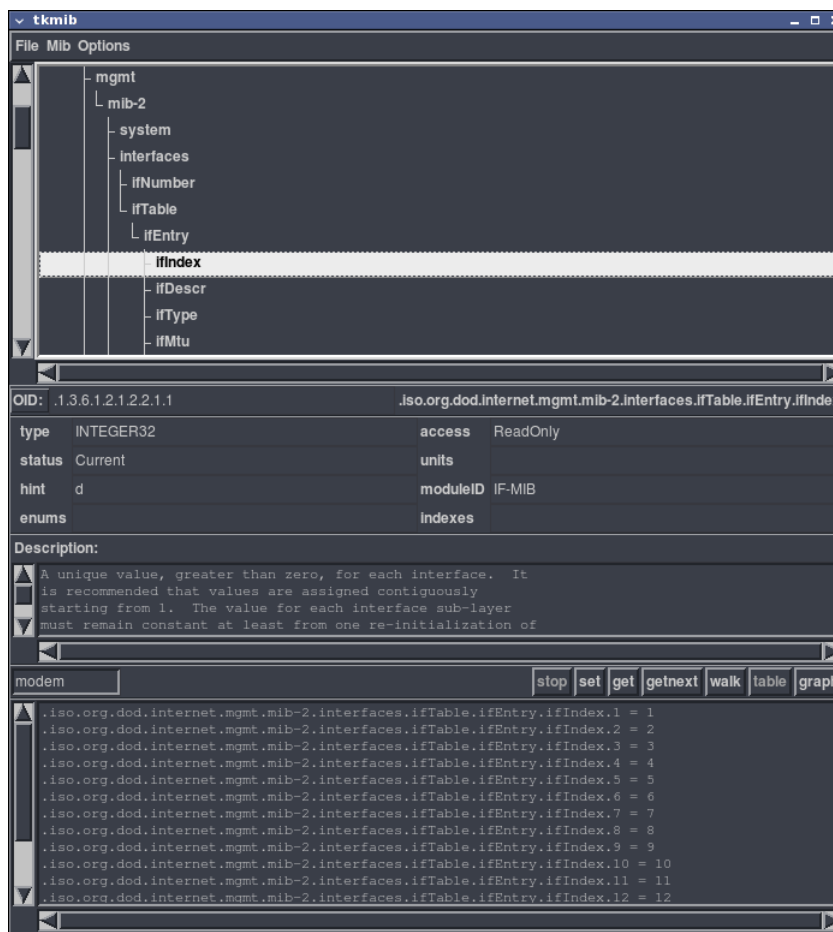 tkmib
File Mib Options
mgmt
mib-2
system
interfaces
ifNumber
ifTable
ifEntry
ifIndex
ifDescr
ifType
ifMtu
OID: .1.3.6.1.2.1.2.2.1.1 .iso.org.dod.internet.mgmt.mib-2.interfaces.ifTable.ifEntry.ifInde
type INTEGER32 access ReadOnly
status Current units
hint d moduleID IF-MIB
enums indexes
Description:
A unique value, greater than zero, for each interface. It
is recommended that values are assigned contiguously
starting from 1. The value for each interface sub-layer
must remain constant at least from one re-initialization of
modem stop set get getnext walk table graph
.iso.org.dod.internet.mgmt.mib-2.interfaces.ifTable.ifEntry.ifIndex.1 = 1
.iso.org.dod.internet.mgmt.mib-2.interfaces.ifTable.ifEntry.ifIndex.2 = 2
.iso.org.dod.internet.mgmt.mib-2.interfaces.ifTable.ifEntry.ifIndex.3 = 3
.iso.org.dod.internet.mgmt.mib-2.interfaces.ifTable.ifEntry.ifIndex.4 = 4
.iso.org.dod.internet.mgmt.mib-2.interfaces.ifTable.ifEntry.ifIndex.5 = 5
.iso.org.dod.internet.mgmt.mib-2.interfaces.ifTable.ifEntry.ifIndex.6 = 6
.iso.org.dod.internet.mgmt.mib-2.interfaces.ifTable.ifEntry.ifIndex.7 = 7
.iso.org.dod.internet.mgmt.mib-2.interfaces.ifTable.ifEntry.ifIndex.8 = 8
.iso.org.dod.internet.mgmt.mib-2.interfaces.ifTable.ifEntry.ifIndex.9 = 9
.iso.org.dod.internet.mgmt.mib-2.interfaces.ifTable.ifEntry.ifIndex.10 = 10
.iso.org.dod.internet.mgmt.mib-2.interfaces.ifTable.ifEntry.ifIndex.11 = 11
.iso.org.dod.internet.mgmt.mib-2.interfaces.ifTable.ifEntry.ifIndex.12 = 12